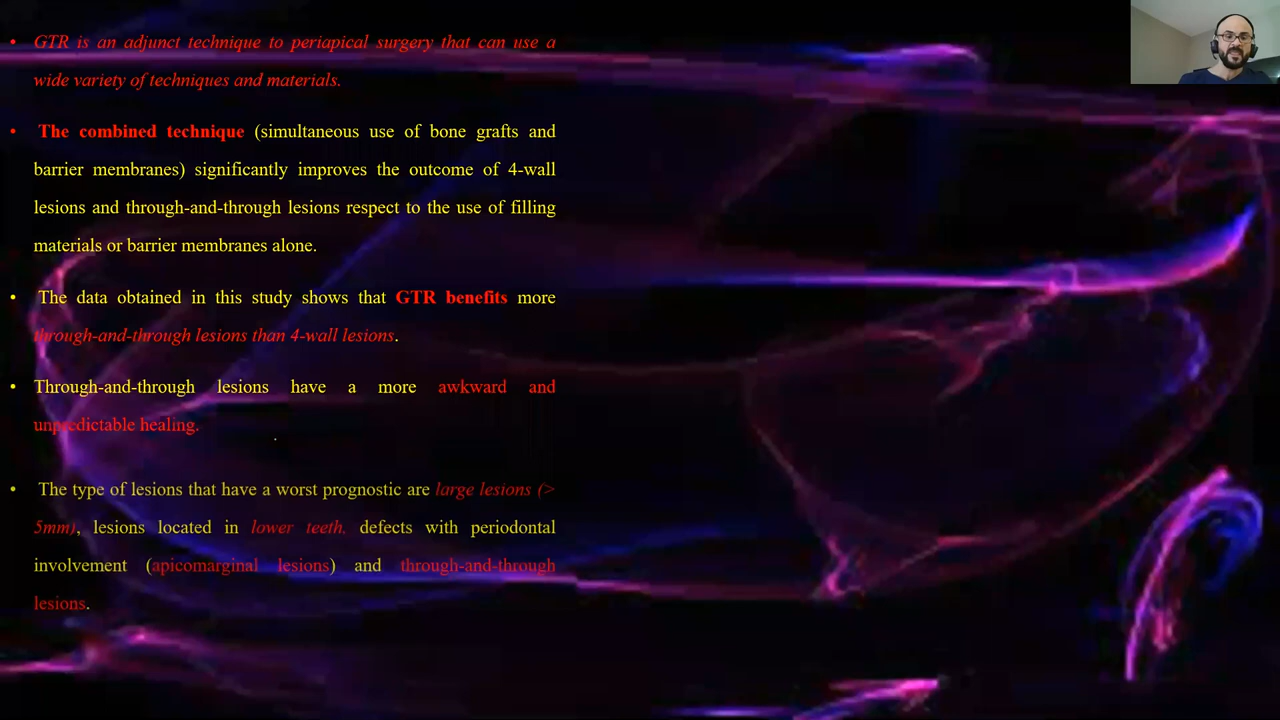 • GTR is an adjunct technique to periapical surgery that can use a
wide variety of techniques and materials.
• The combined technique (simultaneous use of bone grafts and
barrier membranes) significantly improves the outcome of 4-wall
lesions and through-and-through lesions respect to the use of filling
materials or barrier membranes alone.
• The data obtained in this study shows that GTR benefits more
through-and-through lesions than 4-wall lesions.
• Through-and-through lesions have a more awkward and
unpredictable healing.
• The type of lesions that have a worst prognostic are large lesions (>
5mm), lesions located in lower teeth, defects with periodontal
involvement (apicomarginal lesions) and through-and-through
lesions.